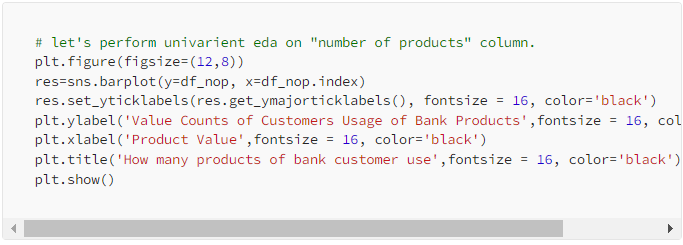 # let's perform univarient eda on "number of products" column.
plt.figure(figsize=(12,8))
res=sns.barplot(y=df_nop, x=df_nop.index)
res.set_yticklabels(res.get_ymajorticklabels(), fontsize = 16, color='black')
plt.ylabel('Value Counts of Customers Usage of Bank Products',fontsize = 16, col
plt.xlabel('Product Value',fontsize = 16, color='black')
plt.title('How many products of bank customer use',fontsize = 16, color='black')
plt.show()